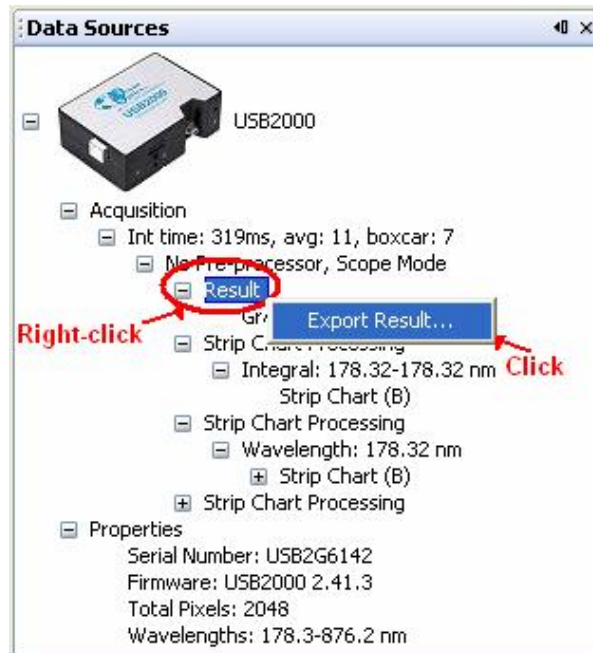 Data Sources
USB2000
USB2000
Acquisition
Int time: 319ms, avg: 11, boxcar: 7
No Pre-processor, Scope Mode
Result
Export Result...
Right-click
Click
Strip Chart Processing
Integral: 178.32-178.32 nm
Strip Chart (B)
Strip Chart Processing
Wavelength: 178.32 nm
Strip Chart (B)
Strip Chart Processing
Properties
Serial Number: USB2G6142
Firmware: USB2000 2.41.3
Total Pixels: 2048
Wavelengths: 178.3-876.2 nm